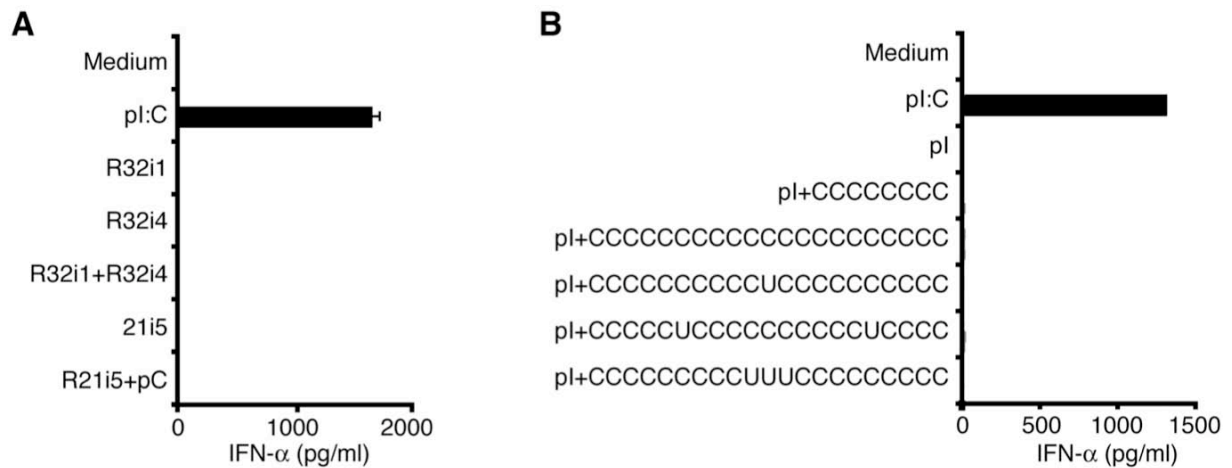 A
Medium
pI:C
R32i1
R32i4
R32i1+R32i4
21i5
R21i5+pC
0 1000 2000
IFN-α (pg/ml)
B
Medium
pI:C
pI
pI+CCCCCCCC
pI+CCCCCCCCCCCCCCCCCCCCC
pI+CCCCCCCCCCUCCCCCCCCCC
pI+CCCCCUCCCCCCCCCCUCCCC
pI+CCCCCCCCCUUUCCCCCCCCC
0 500 1000 1500
IFN-α (pg/ml)